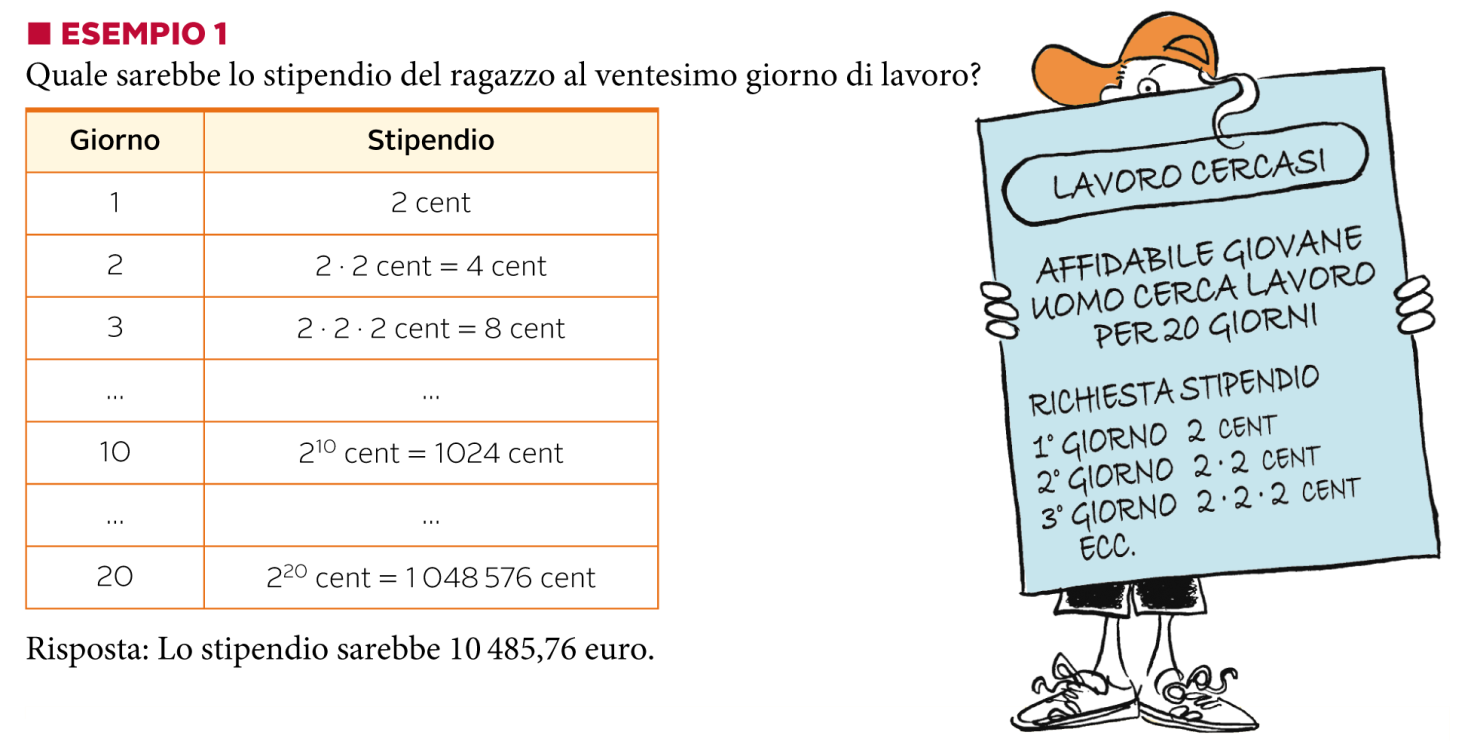 ■ ESEMPIO 1
Quale sarebbe lo stipendio del ragazzo al ventesimo giorno di lavoro?
Giorno Stipendio
1 2 cent
2 2 · 2 cent = 4 cent
3 2 · 2 · 2 cent = 8 cent
... ...
10 2¹⁰ cent = 1024 cent
... ...
20 2²⁰ cent = 1 048 576 cent
Risposta: Lo stipendio sarebbe 10 485,76 euro.
LAVORO CERCASI
AFFIDABILE GIOVANE
UOMO CERCA LAVORO
PER 20 GIORNI
RICHIESTA STIPENDIO
1° GIORNO 2 CENT
2° GIORNO 2 · 2 CENT
3° GIORNO 2 · 2 · 2 CENT
ECC.